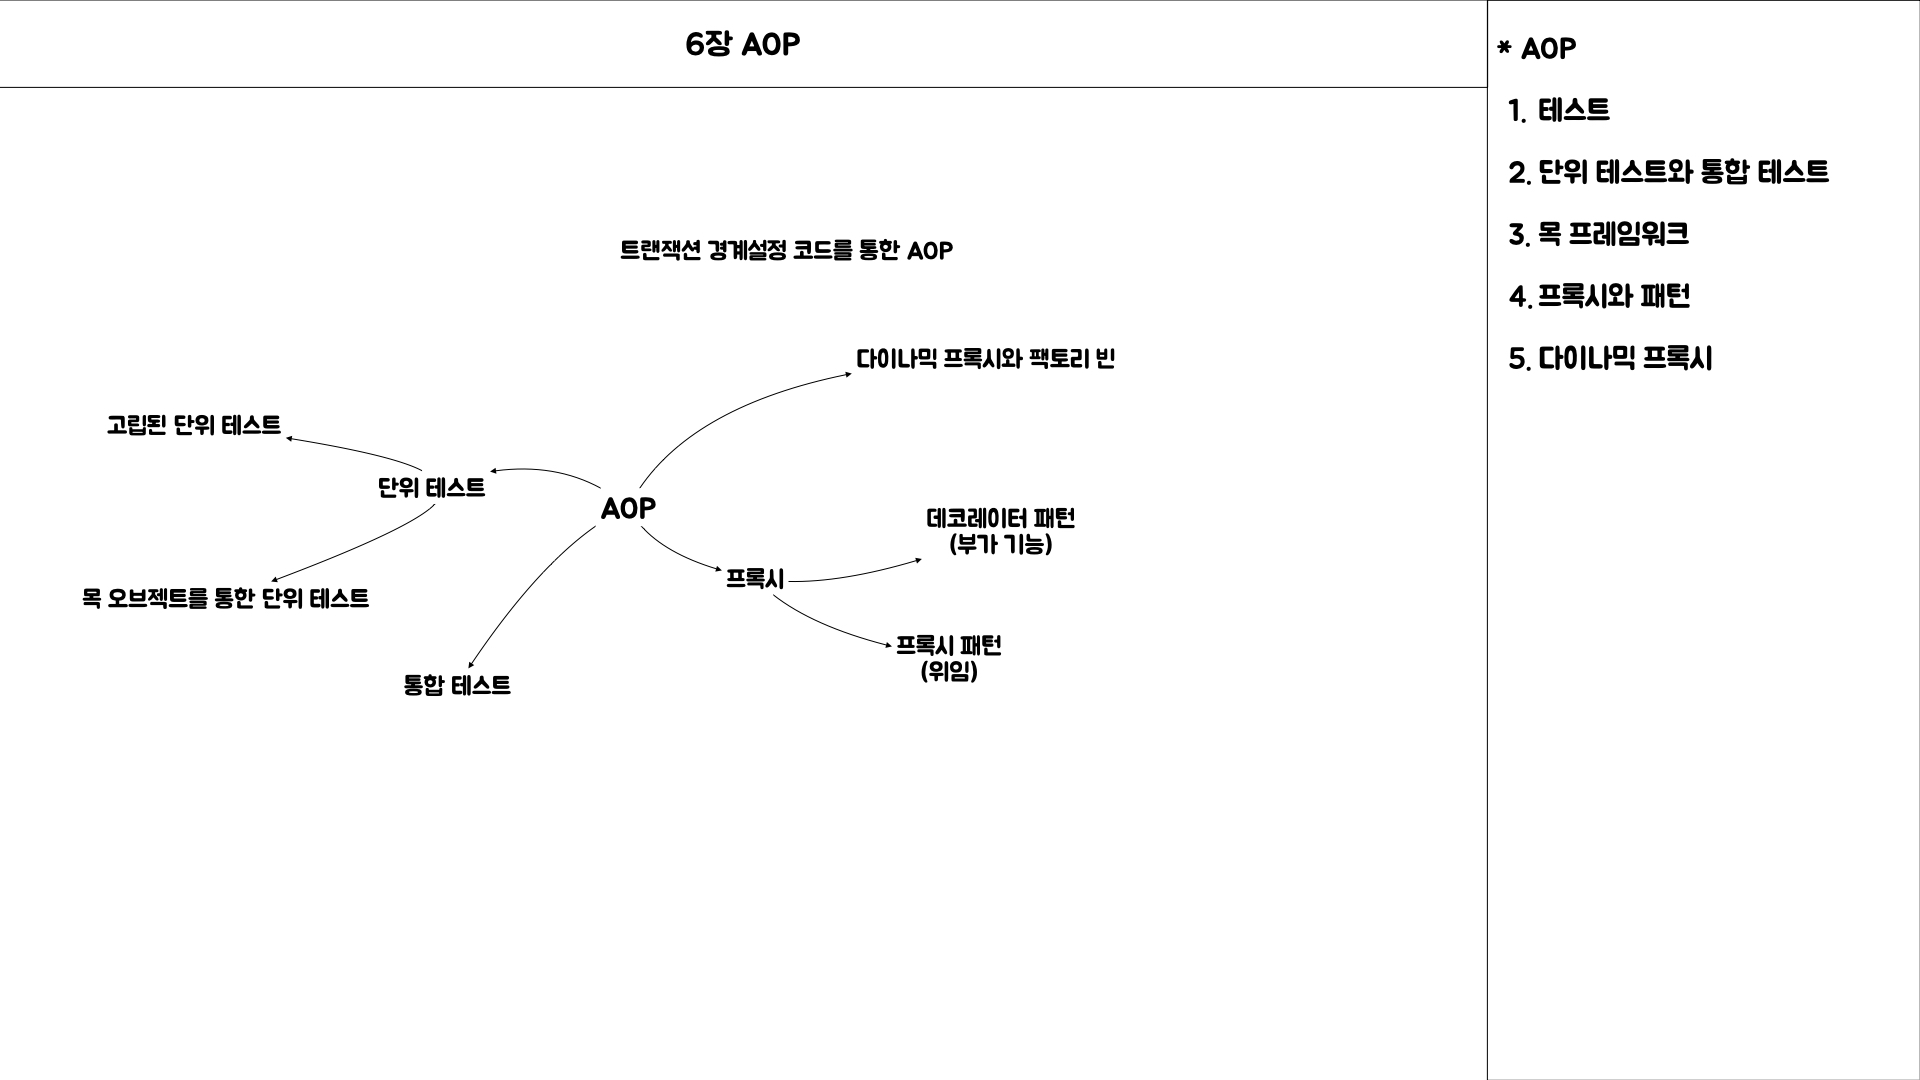 6장 AOP
트랜잭션 경계설정 코드를 통한 AOP
다이나믹 프록시와 팩토리 빈
고립된 단위 테스트
단위 테스트
AOP
데코레이터 패턴
(부가 기능)
프록시
목 오브젝트를 통한 단위 테스트
프록시 패턴
(위임)
통합 테스트
* AOP
1. 테스트
2. 단위 테스트와 통합 테스트
3. 목 프레임워크
4. 프록시와 패턴
5. 다이나믹 프록시